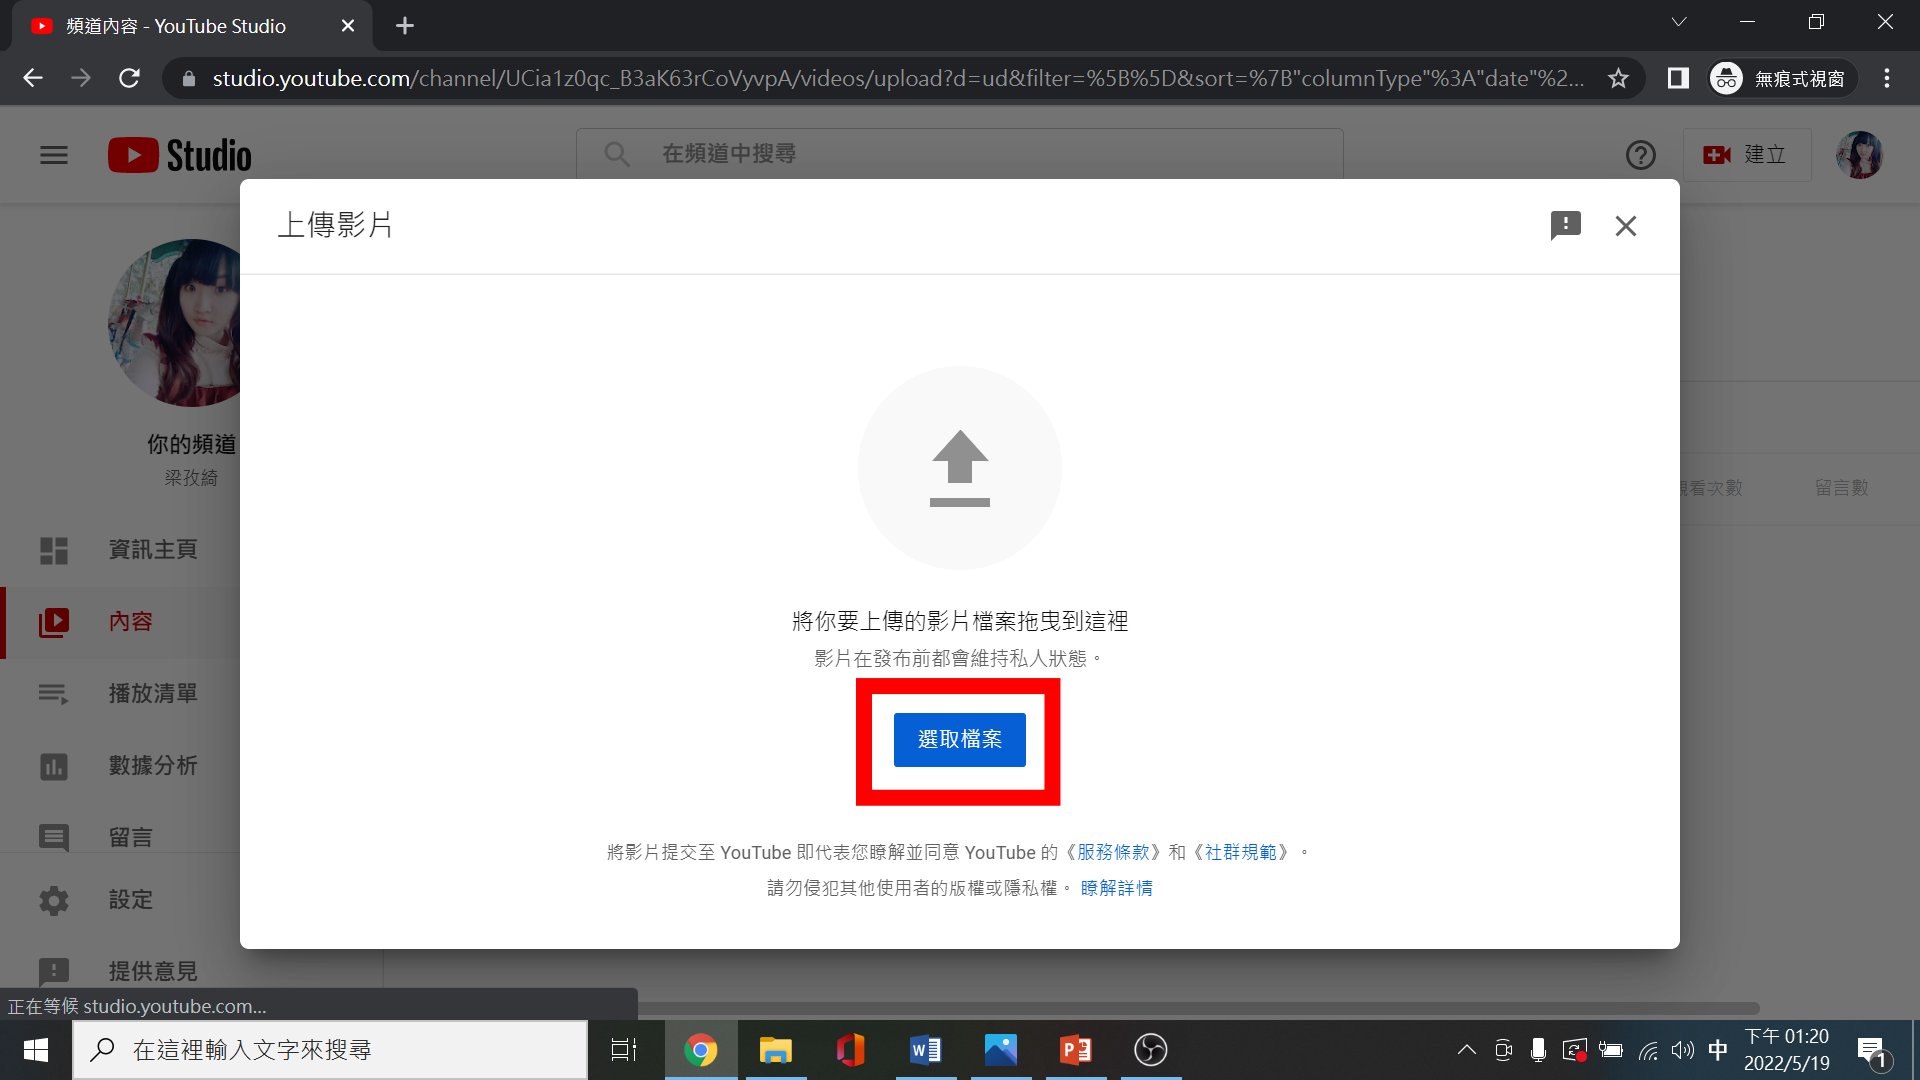 頻道內容 - YouTube Studio
studio.youtube.com/channel/UCia1z0qc_B3aK63rCoVyvpA/videos/upload?d=ud&filter=%5B%5D&sort=%7B"columnType"%3A"date"%2...
無痕式視窗
Studio
在頻道中搜尋
建立
上傳影片
你的頻道
梁孜綺
看次數
留言數
資訊主頁
內容
播放清單
數據分析
留言
設定
提供意見
將你要上傳的影片檔案拖曳到這裡
影片在發布前都會維持私人狀態。
選取檔案
將影片提交至 YouTube 即代表您瞭解並同意 YouTube 的《服務條款》和《社群規範》。
請勿侵犯其他使用者的版權或隱私權。 瞭解詳情
正在等候 studio.youtube.com...
在這裡輸入文字來搜尋
中
下午 01:20
2022/5/19
1